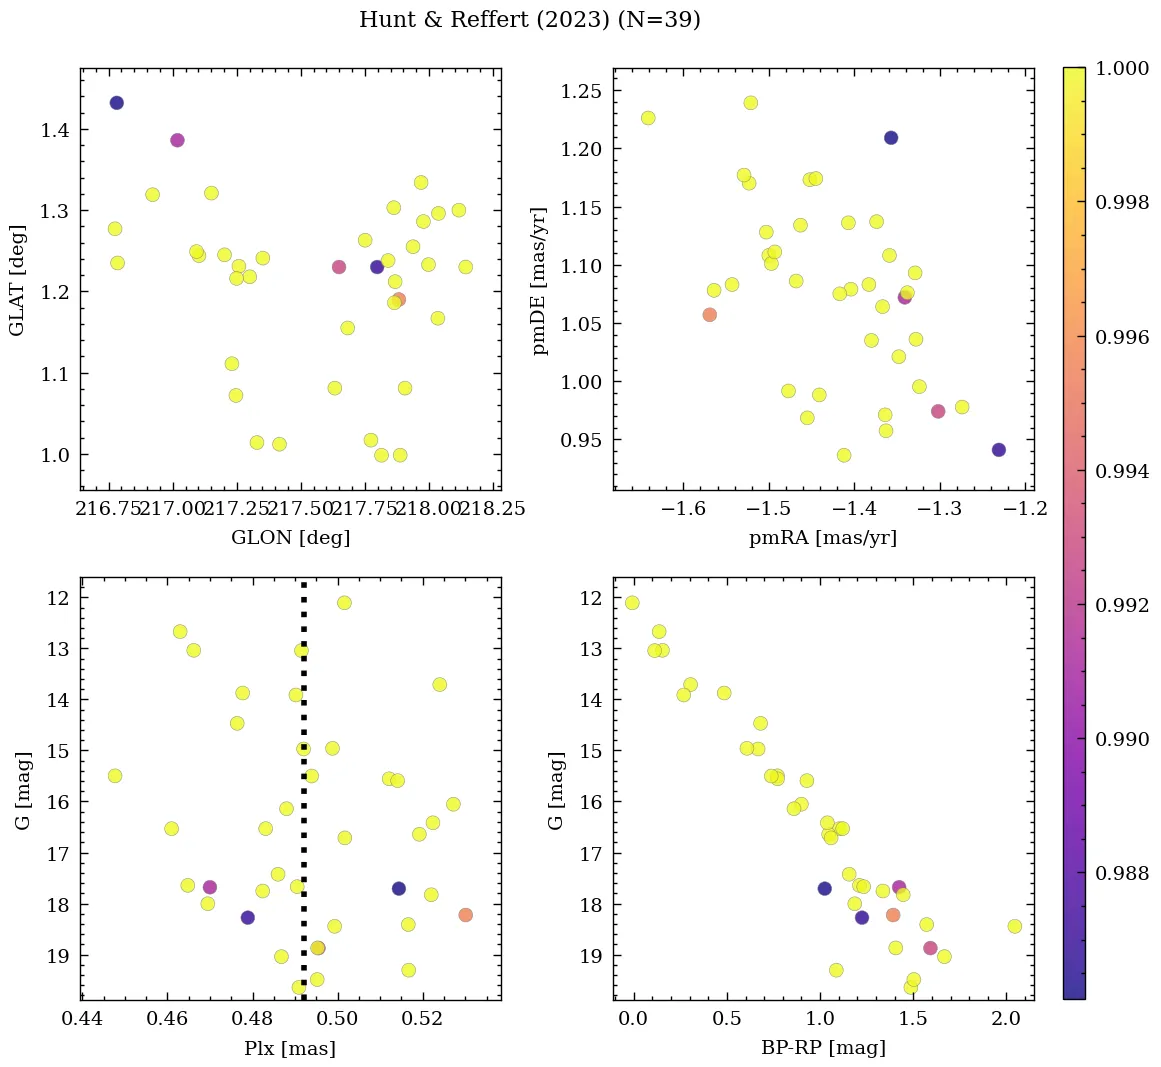 Hunt & Reffert (2023) (N=39)
1.4
1.3
1.2
1.1
1.0
GLAT [deg]
216.75 217.00 217.25 217.50 217.75 218.00 218.25
GLON [deg]
1.25
1.20
1.15
1.10
1.05
1.00
0.95
pmDE [mas/yr]
−1.6 −1.5 −1.4 −1.3 −1.2
pmRA [mas/yr]
12
13
14
15
16
17
18
19
G [mag]
0.44 0.46 0.48 0.50 0.52
Plx [mas]
12
13
14
15
16
17
18
19
G [mag]
0.0 0.5 1.0 1.5 2.0
BP-RP [mag]
1.000
0.998
0.996
0.994
0.992
0.990
0.988